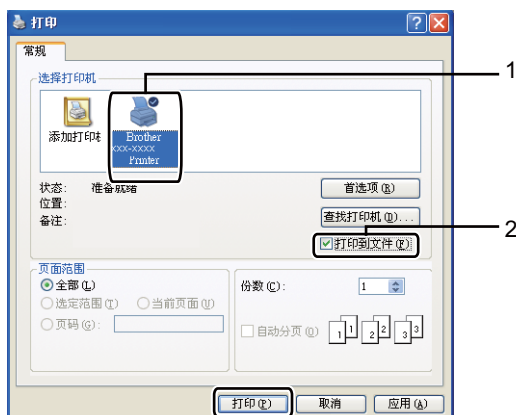 打印
常规
选择打印机
1
添加打印机
Brother
XXX-XXXX
Printer
状态: 准备就绪
位置:
备注:
首选项(R)
查找打印机(D)...
打印到文件(F)
2
页面范围
全部(L)
选定范围(T) 当前页面(U)
页码(G):
份数(C): 1
自动分页(O)
1 1 2 2 3 3
打印(P) 取消 应用(A)